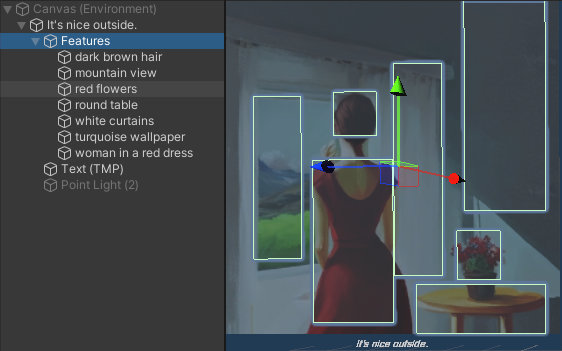 Canvas (Environment)
It's nice outside.
Features
dark brown hair
mountain view
red flowers
round table
white curtains
turquoise wallpaper
woman in a red dress
Text (TMP)
Point Light (2)
It's nice outside.